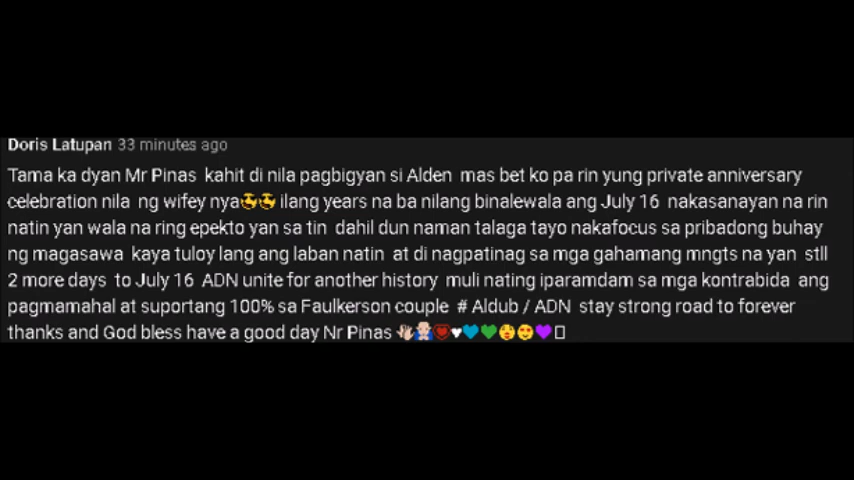 Doris Latupan 33 minutes ago
Tama ka dyan Mr Pinas kahit di nila pagbigyan si Alden mas bet ko pa rin yung private anniversary
celebration nila ng wifey nya😍😍 ilang years na ba nilang binalewala ang July 16 nakasanayan na rin
natin yan wala na ring epekto yan sa tin dahil dun naman talaga tayo nakafocus sa pribadong buhay
ng magasawa kaya tuloy lang ang laban natin at di nagpatinag sa mga gahamang mngts na yan stll
2 more days to July 16 ADN unite for another history muli nating iparamdam sa mga kontrabida ang
pagmamahal at suportang 100% sa Faulkerson couple # Aldub / ADN stay strong road to forever
thanks and God bless have a good day Nr Pinas